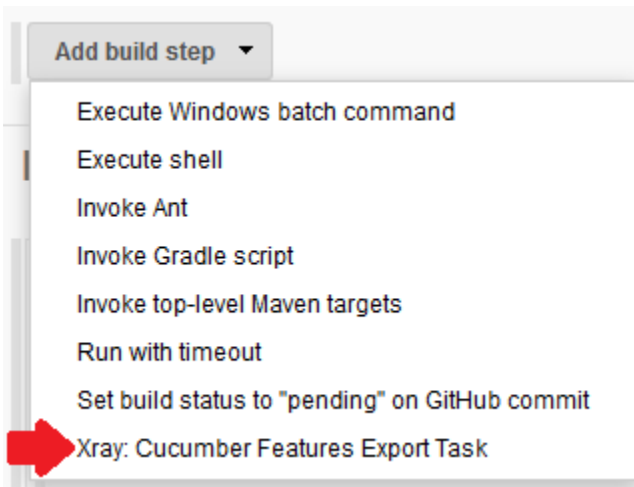 Add build step
Execute Windows batch command
Execute shell
Invoke Ant
Invoke Gradle script
Invoke top-level Maven targets
Run with timeout
Set build status to "pending" on GitHub commit
Xray: Cucumber Features Export Task